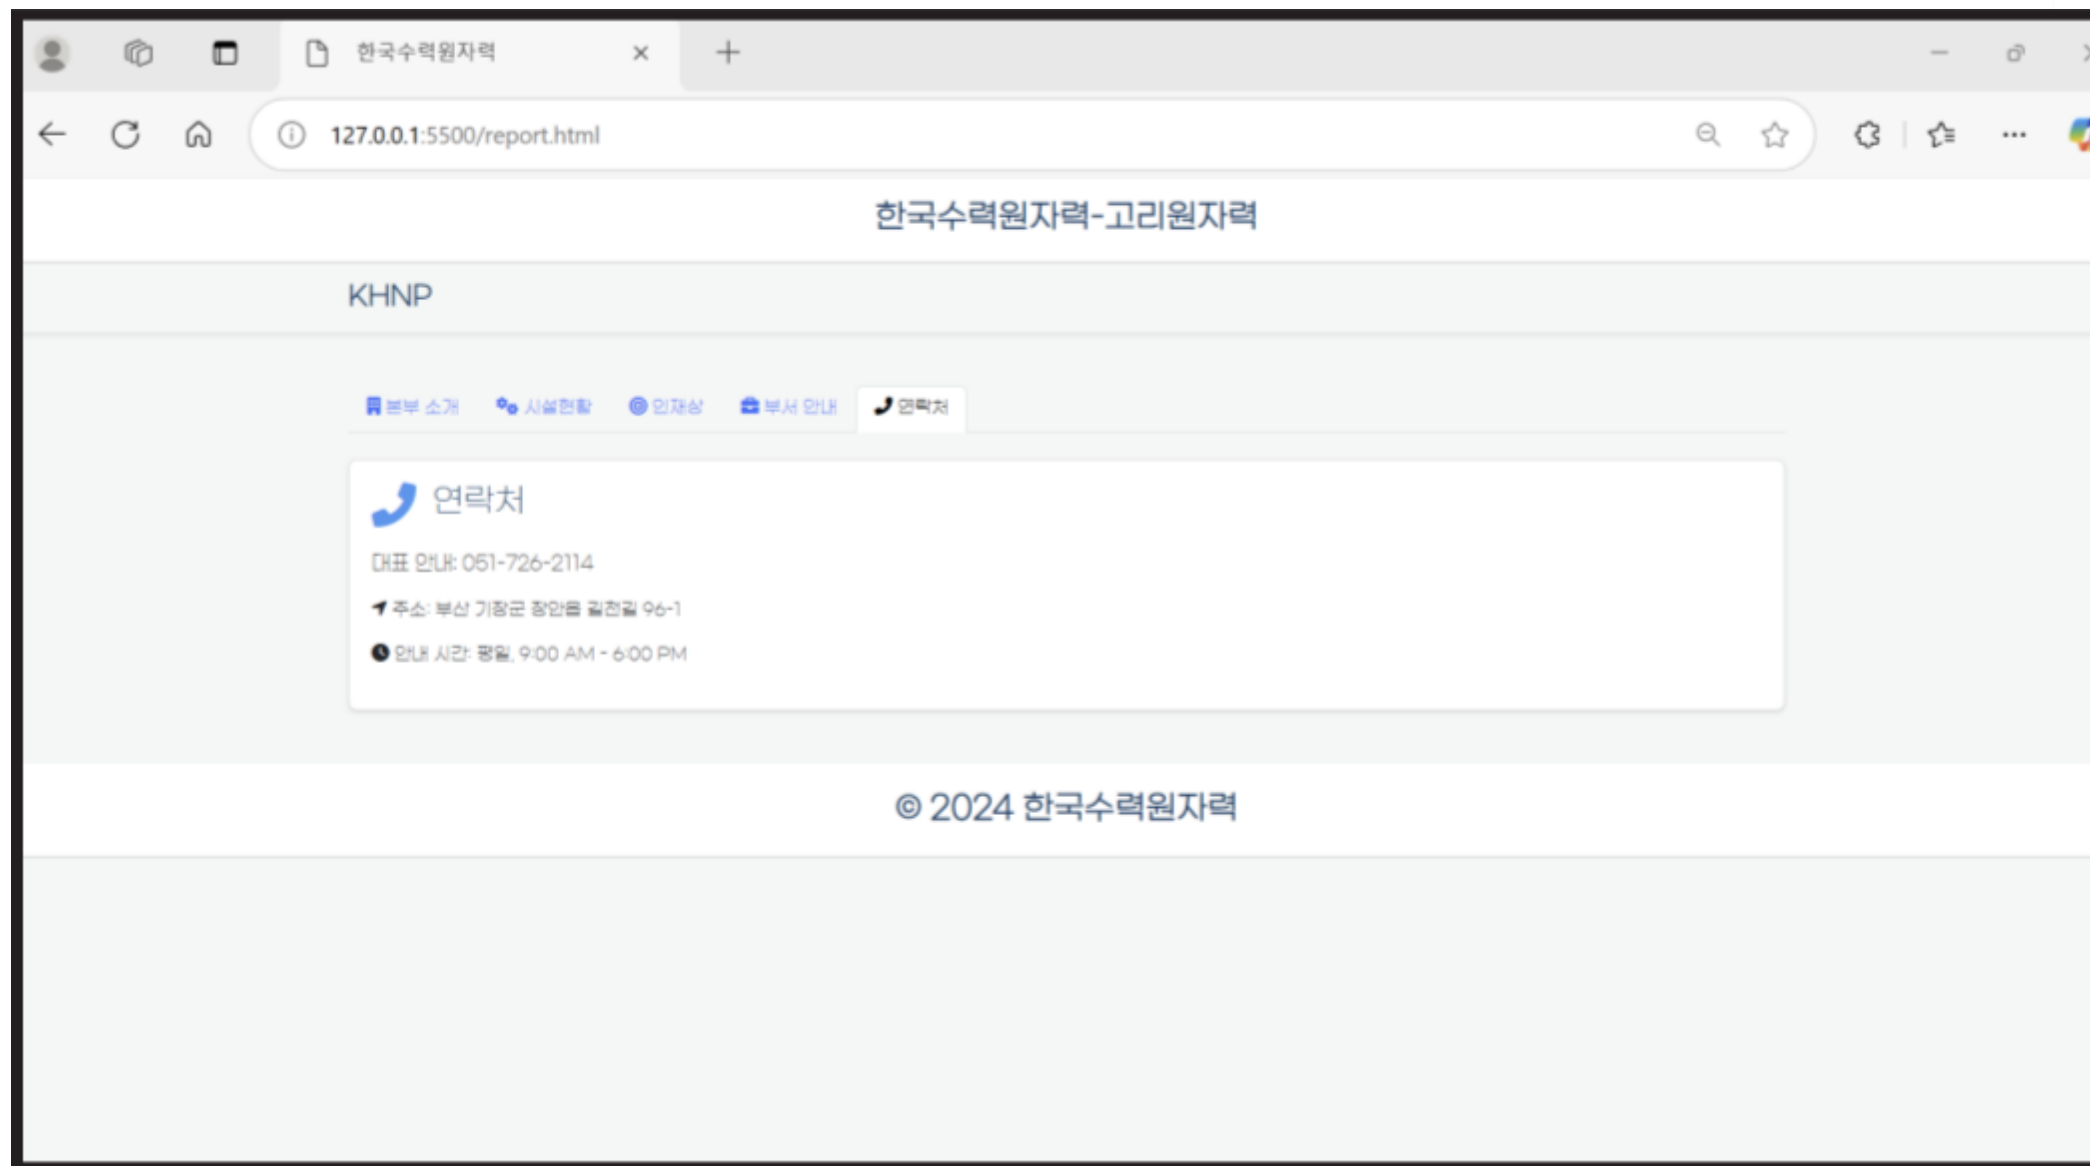 한국수력원자력
127.0.0.1:5500/report.html
한국수력원자력-고리원자력
KHNP
본부 소개 시설현황 인재상 부서 안내 연락처
연락처
대표 안내: 051-726-2114
주소: 부산 기장군 장안읍 길천길 96-1
안내 시간: 평일, 9:00 AM - 6:00 PM
© 2024 한국수력원자력